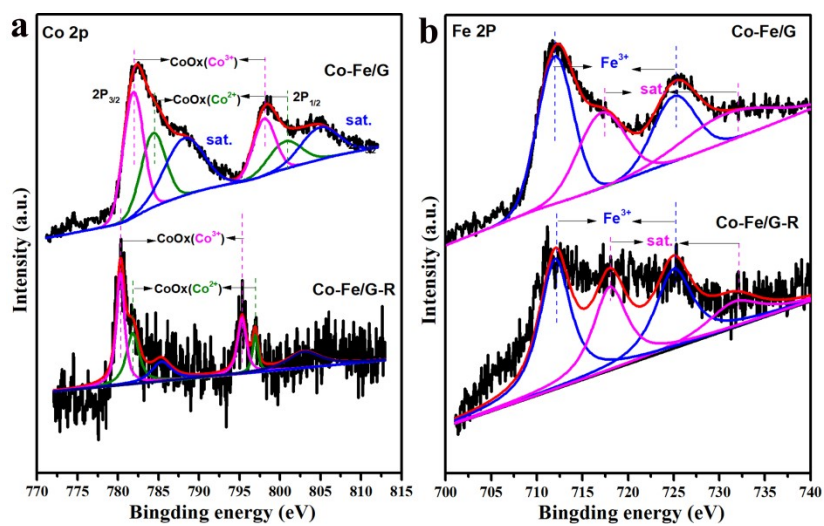 a
Co 2p
Co-Fe/G
CoOx(Co3+)
2P3/2
CoOx(Co2+)
2P1/2
sat.
sat.
CoOx(Co3+)
CoOx(Co2+)
Co-Fe/G-R
Intensity (a.u.)
770 775 780 785 790 795 800 805 810 815
Bingding energy (eV)
b
Fe 2P
Co-Fe/G
Fe3+
sat.
Co-Fe/G-R
Fe3+
sat.
Intensity (a.u.)
700 705 710 715 720 725 730 735 740
Bingding energy (eV)